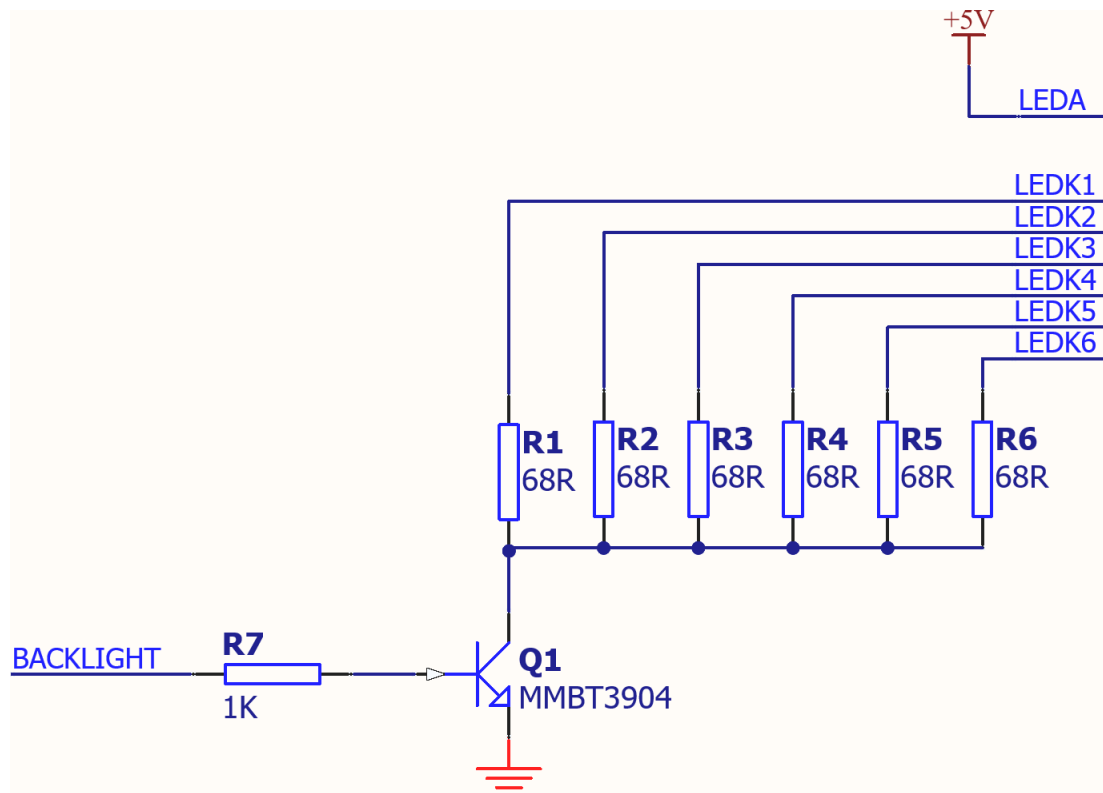 +5V
LEDA
LEDK1
LEDK2
LEDK3
LEDK4
LEDK5
LEDK6
R1 R2 R3 R4 R5 R6
68R 68R 68R 68R 68R 68R
BACKLIGHT R7 Q1
1K MMBT3904